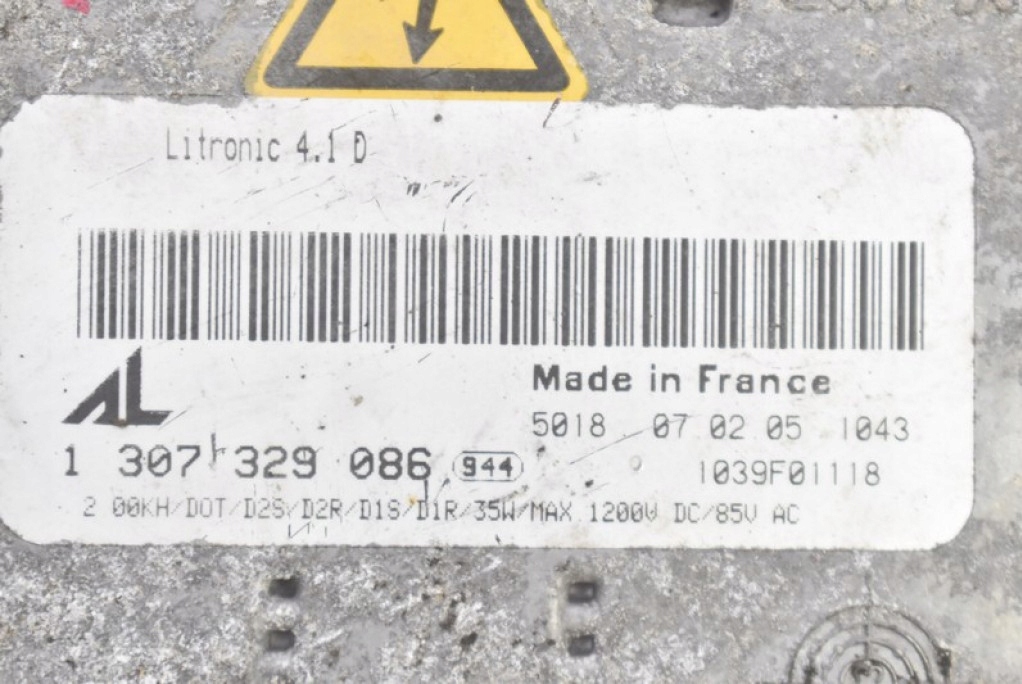 Litronic 4.1 D
AL
Made in France
5018 07 02 05 1043
1 307 329 086 944
1039F01118
2 00KH/DOT/D2S/D2R/D1S/D1R/35W/MAX 1200V DC/85V AC